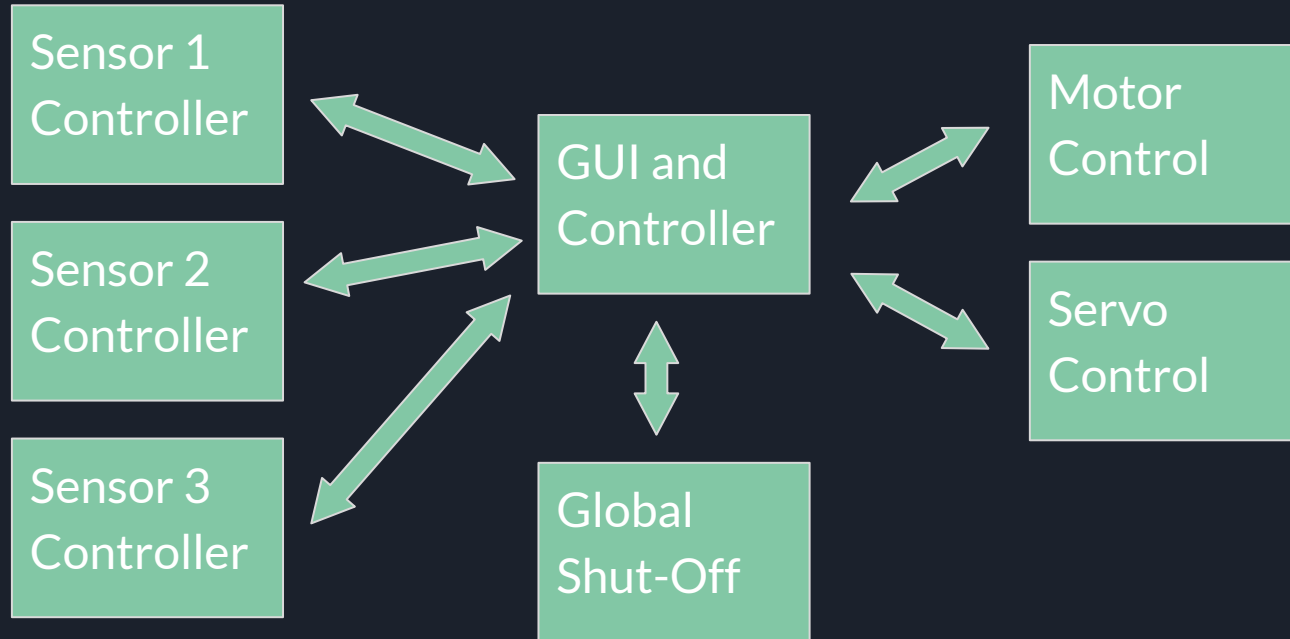 Sensor 1
Controller
Sensor 2
Controller
Sensor 3
Controller
GUI and
Controller
Global
Shut-Off
Motor
Control
Servo
Control